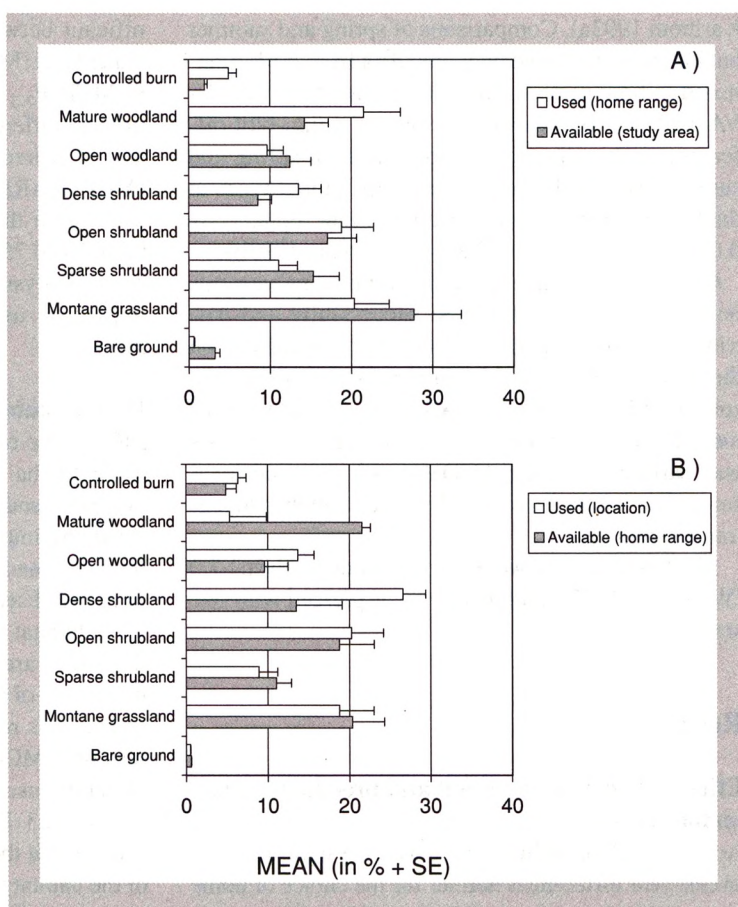 A)
Controlled burn
Mature woodland
Open woodland
Dense shrubland
Open shrubland
Sparse shrubland
Montane grassland
Bare ground
0 10 20 30 40
Used (home range)
Available (study area)
B)
Controlled burn
Mature woodland
Open woodland
Dense shrubland
Open shrubland
Sparse shrubland
Montane grassland
Bare ground
0 10 20 30 40
Used (location)
Available (home range)
MEAN (in % + SE)